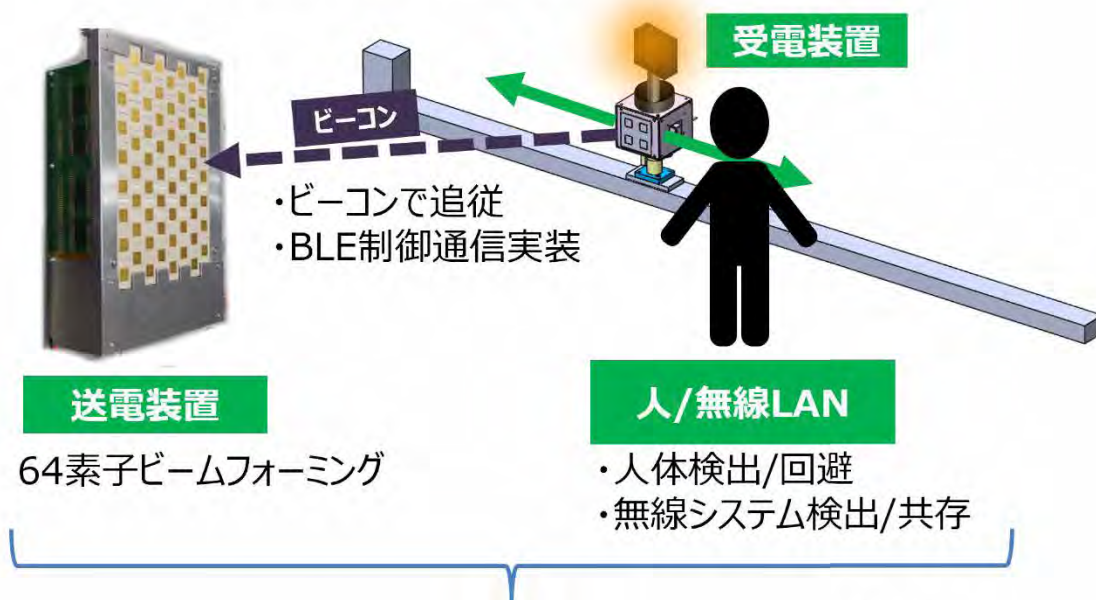 受電装置
ビーコン
・ビーコンで追従
・BLE制御通信実装
送電装置
64素子ビームフォーミング
人/無線LAN
・人体検出/回避
・無線システム検出/共存